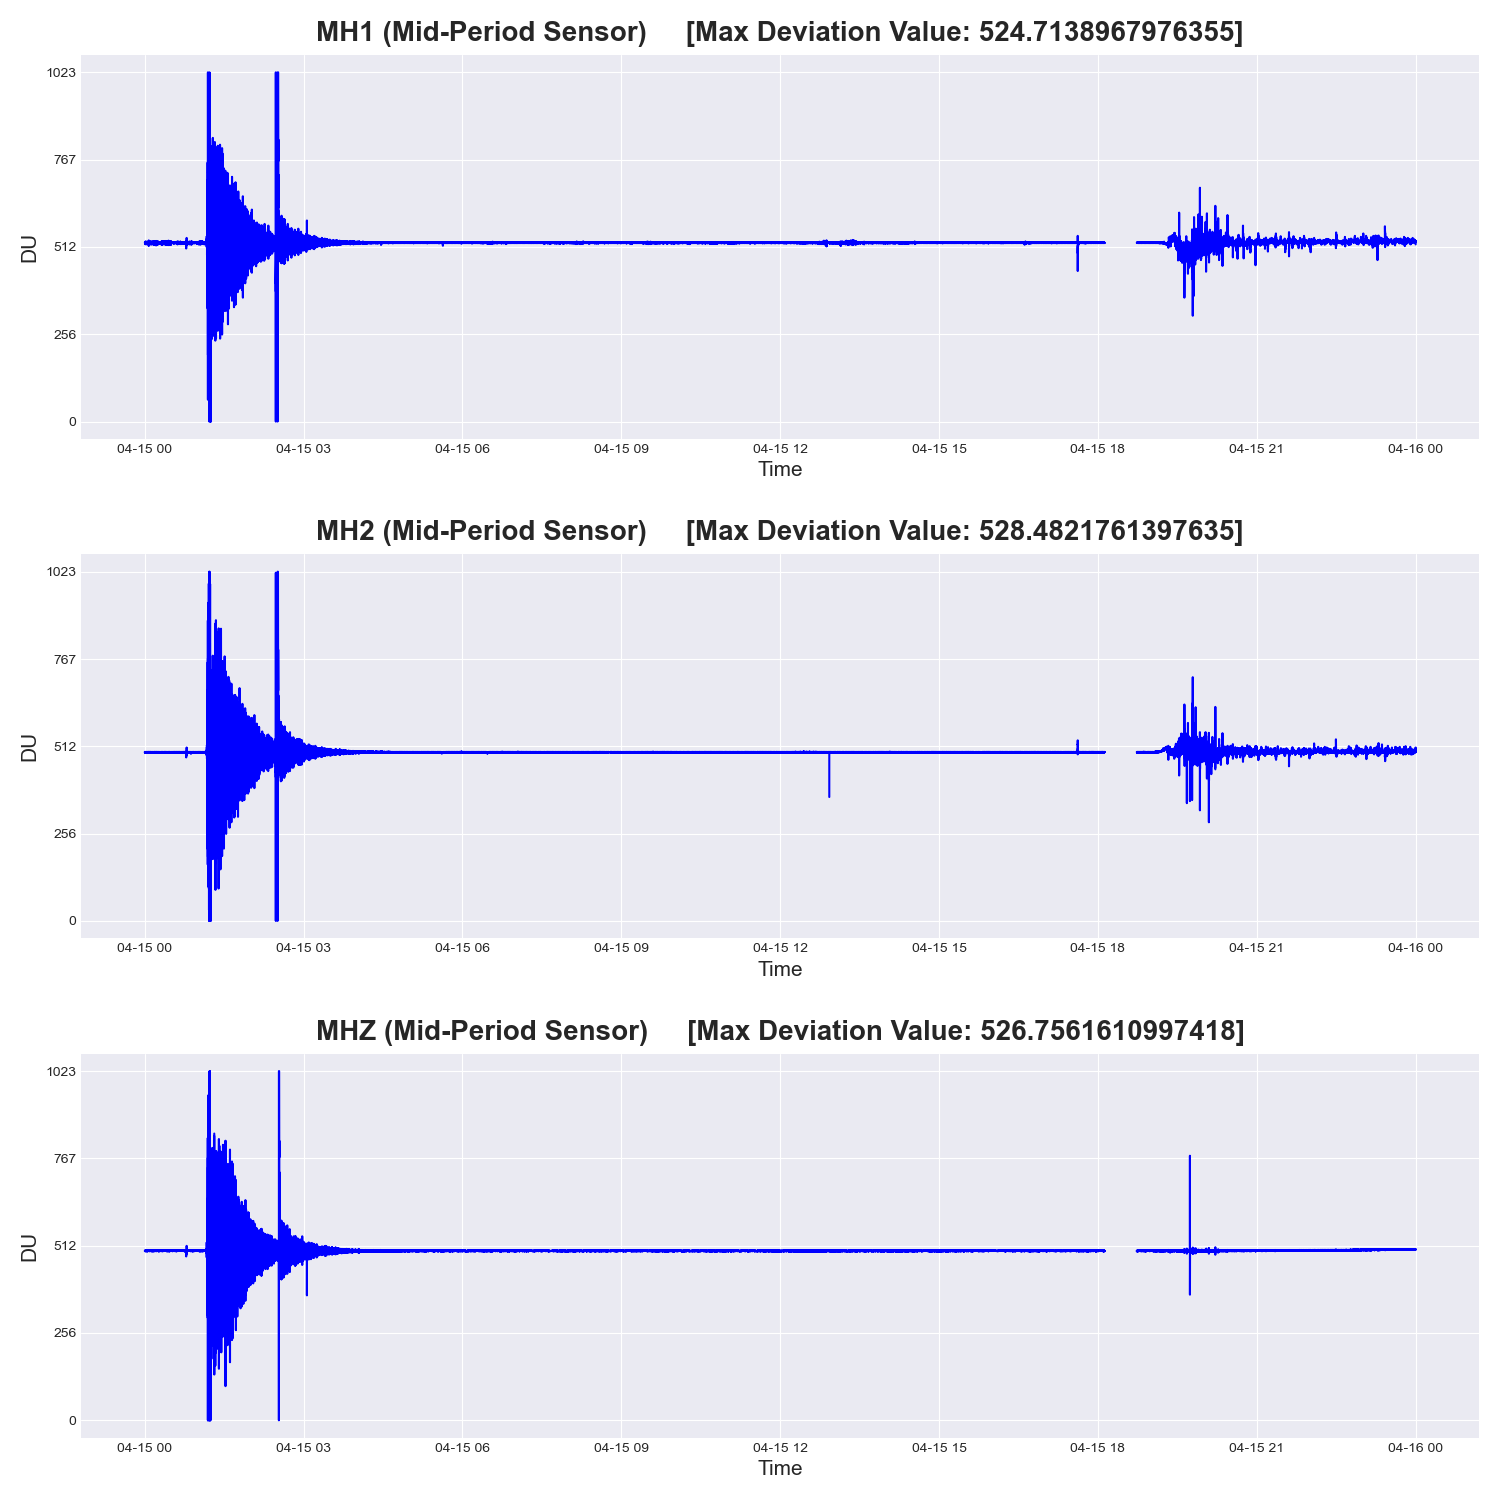 MH1 (Mid-Period Sensor) [Max Deviation Value: 524.7138967976355]
1023
767
512
256
0
DU
04-15 00 04-15 03 04-15 06 04-15 09 04-15 12 04-15 15 04-15 18 04-15 21 04-16 00
Time
MH2 (Mid-Period Sensor) [Max Deviation Value: 528.4821761397635]
1023
767
512
256
0
DU
04-15 00 04-15 03 04-15 06 04-15 09 04-15 12 04-15 15 04-15 18 04-15 21 04-16 00
Time
MHZ (Mid-Period Sensor) [Max Deviation Value: 526.7561610997418]
1023
767
512
256
0
DU
04-15 00 04-15 03 04-15 06 04-15 09 04-15 12 04-15 15 04-15 18 04-15 21 04-16 00
Time